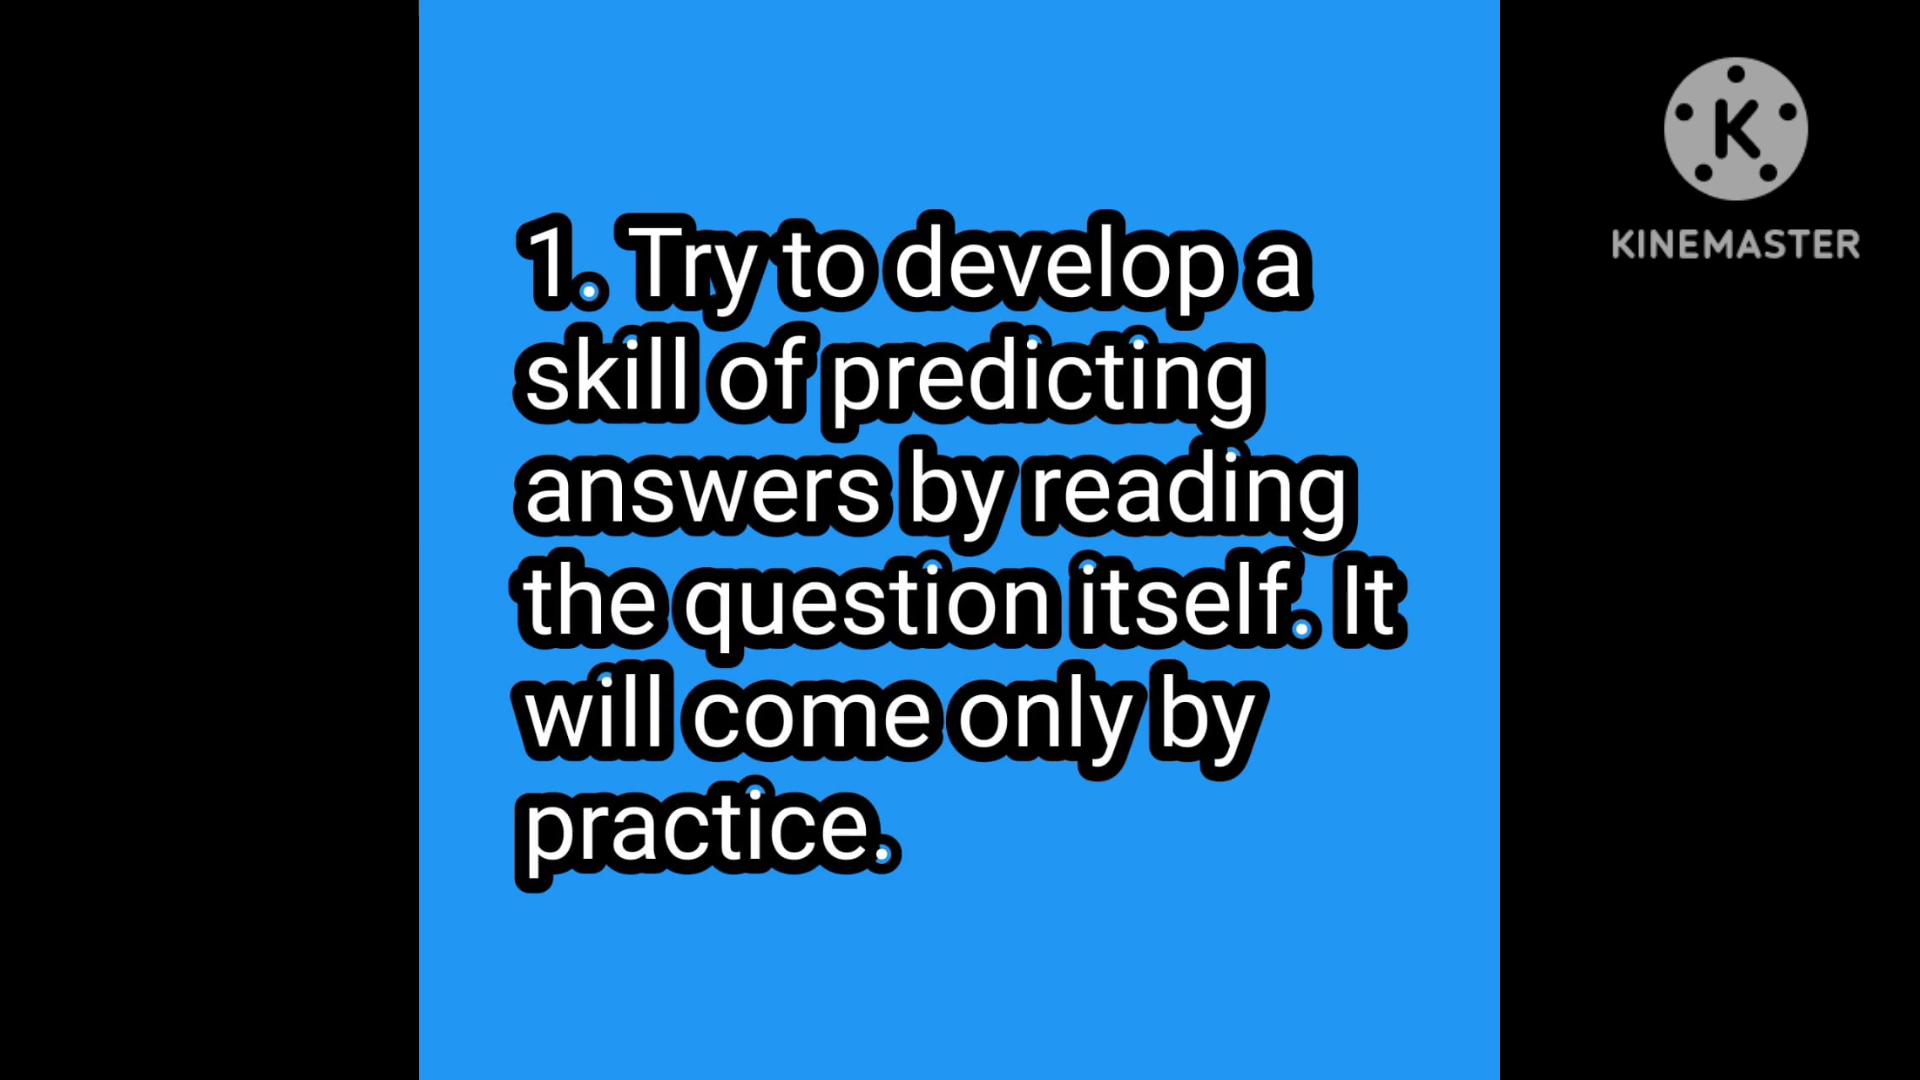 1. Try to develop a
skill of predicting
answers by reading
the question itself. It
will come only by
practice.
K
KINEMASTER